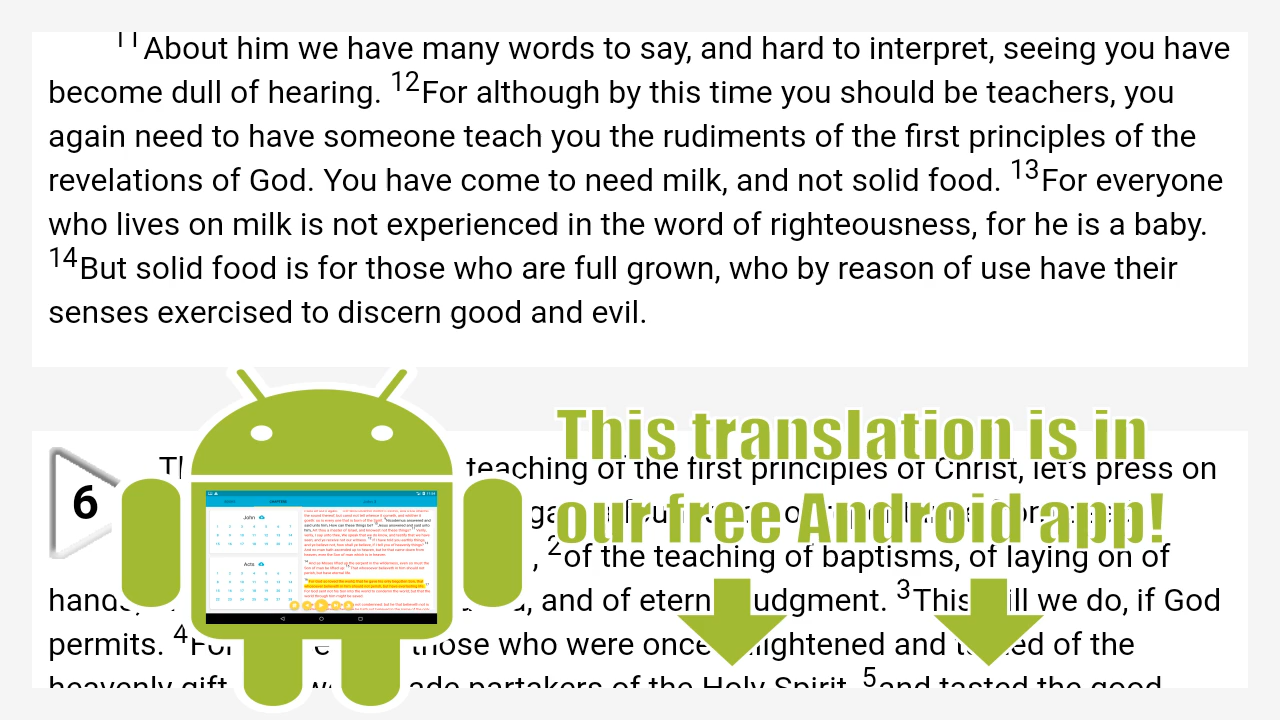 11About him we have many words to say, and hard to interpret, seeing you have
become dull of hearing. 12For although by this time you should be teachers, you
again need to have someone teach you the rudiments of the first principles of the
revelations of God. You have come to need milk, and not solid food. 13For everyone
who lives on milk is not experienced in the word of righteousness, for he is a baby.
14But solid food is for those who are full grown, who by reason of use have their
senses exercised to discern good and evil.
This translation is in
our free Android app!
6
teaching of the first principles of Christ, let's press on
2of the teaching of baptisms, of laying on of
and of eternal judgment. 3This will we do, if God
permits. 4For those who were once enlightened and tasted of the
heavenly gift, partakers of the Holy Spirit, 5and tasted the good
John
Acts